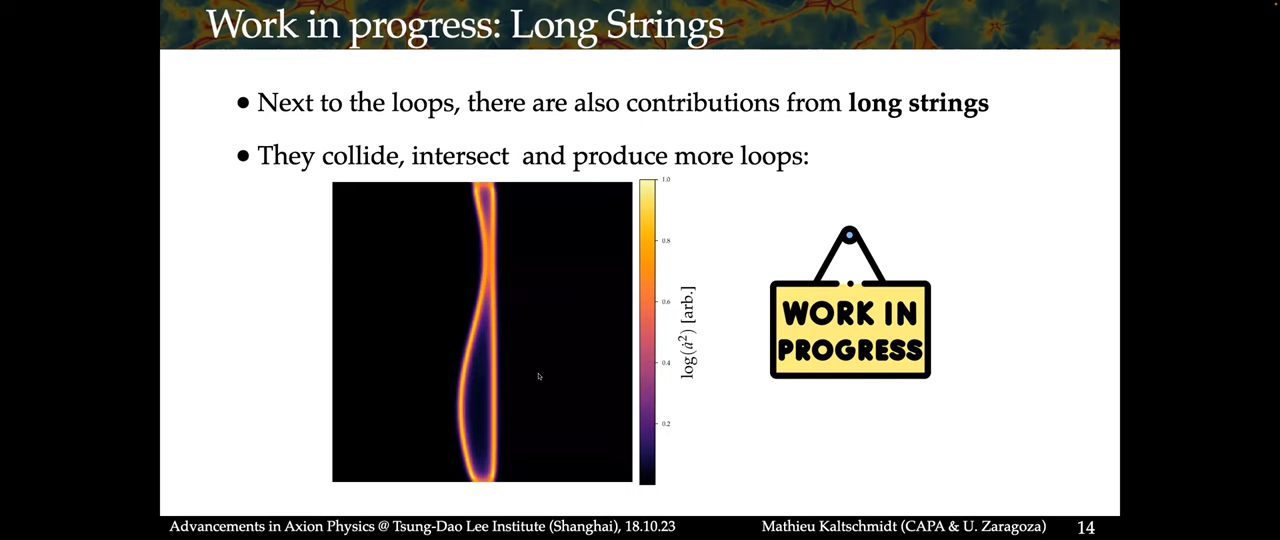 Work in progress: Long Strings
• Next to the loops, there are also contributions from long strings
• They collide, intersect and produce more loops:
1.0
0.8
0.6
0.4
0.2
log(ȧ²) [arb.]
WORK IN
PROGRESS
Advancements in Axion Physics @ Tsung-Dao Lee Institute (Shanghai), 18.10.23
Mathieu Kaltschmidt (CAPA & U. Zaragoza)
14